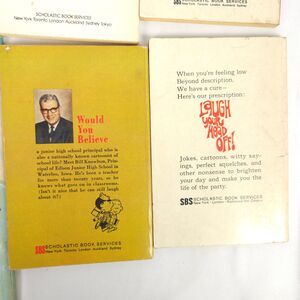 SCHOLASTIC BOOK SERVICES
New York Toronto London Auckland Sydney Tokyo
SBS SCHOLASTIC BOOK SERVICES
New York Toronto London Auckland Sydney
Would
You
Believe
a junior high school principal who is
also a nationally known cartoonist of
school life? Meet Bill Knowlton, Prin-
cipal of Edison Junior High School in
Waterloo, Iowa. He's been a teacher
for more than twenty years, so he
knows what goes on in classrooms.
(Isn't it nice that he can still laugh
about it?)
SBS SCHOLASTIC BOOK SERVICES
New York Toronto London Auckland Sydney
When you're feeling low
Beyond description,
We have a cure—
Here's our prescription:
LAUGH
YOUR
HEAD
OFF!
Jokes, cartoons, witty say-
ings, perfect squelches, and
other nonsense to brighten
your day and make you the
life of the party.
SBS SCHOLASTIC BOOK SERVICES